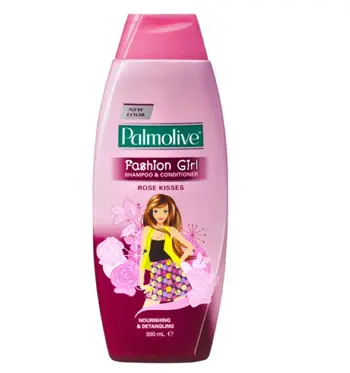 NEW
LOOK
Palmolive
Fashion Girl
SHAMPOO & CONDITIONER
ROSE KISSES
NOURISHING
& DETANGLING
350 mL ℮